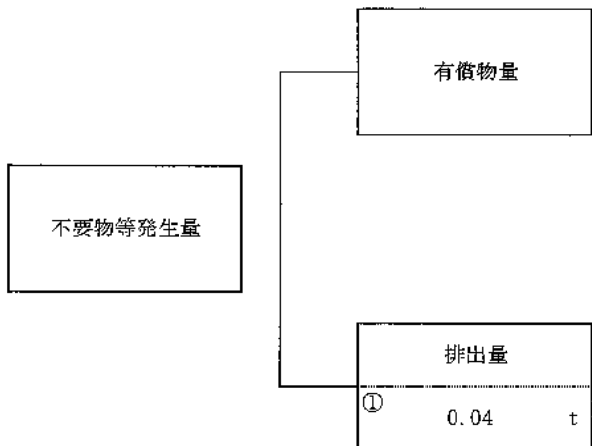 有償物量
不要物等発生量
排出量
①
0.04 t